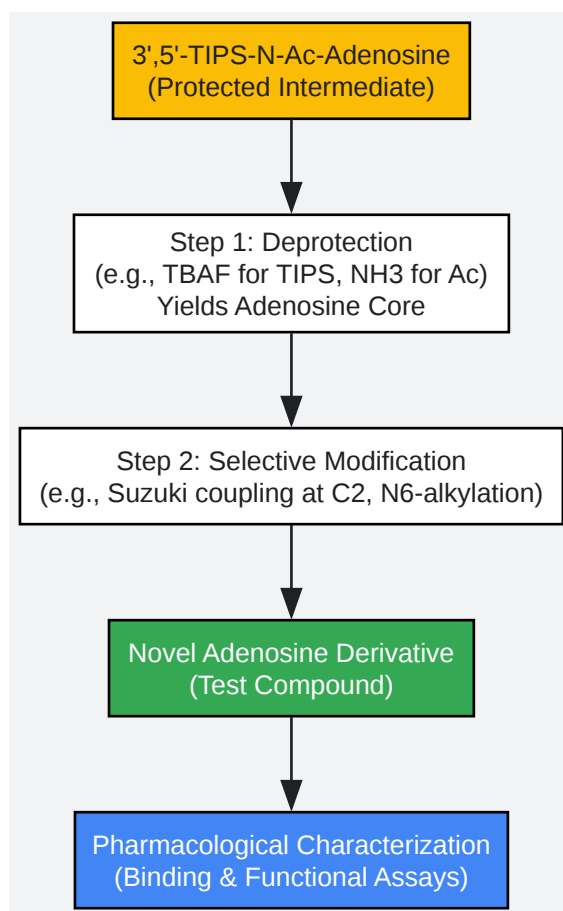 3',5'-TIPS-N-Ac-Adenosine
(Protected Intermediate)
Step 1: Deprotection
(e.g., TBAF for TIPS, NH3 for Ac)
Yields Adenosine Core
Step 2: Selective Modification
(e.g., Suzuki coupling at C2, N6-alkylation)
Novel Adenosine Derivative
(Test Compound)
Pharmacological Characterization
(Binding & Functional Assays)